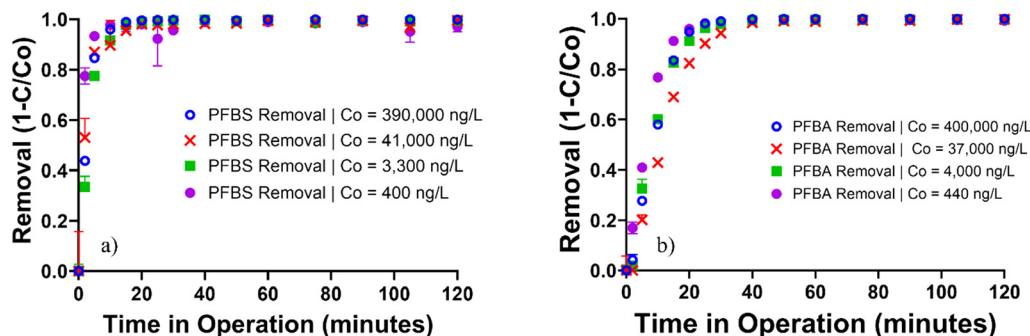 Removal (1-C/Co)
1.0
0.8
0.6
0.4
0.2
0.0
PFBS Removal | Co = 390,000 ng/L
PFBS Removal | Co = 41,000 ng/L
PFBS Removal | Co = 3,300 ng/L
PFBS Removal | Co = 400 ng/L
a)
0 20 40 60 80 100 120
Time in Operation (minutes)
Removal (1-C/Co)
1.0
0.8
0.6
0.4
0.2
0.0
PFBA Removal | Co = 400,000 ng/L
PFBA Removal | Co = 37,000 ng/L
PFBA Removal | Co = 4,000 ng/L
PFBA Removal | Co = 440 ng/L
b)
0 20 40 60 80 100 120
Time in Operation (minutes)